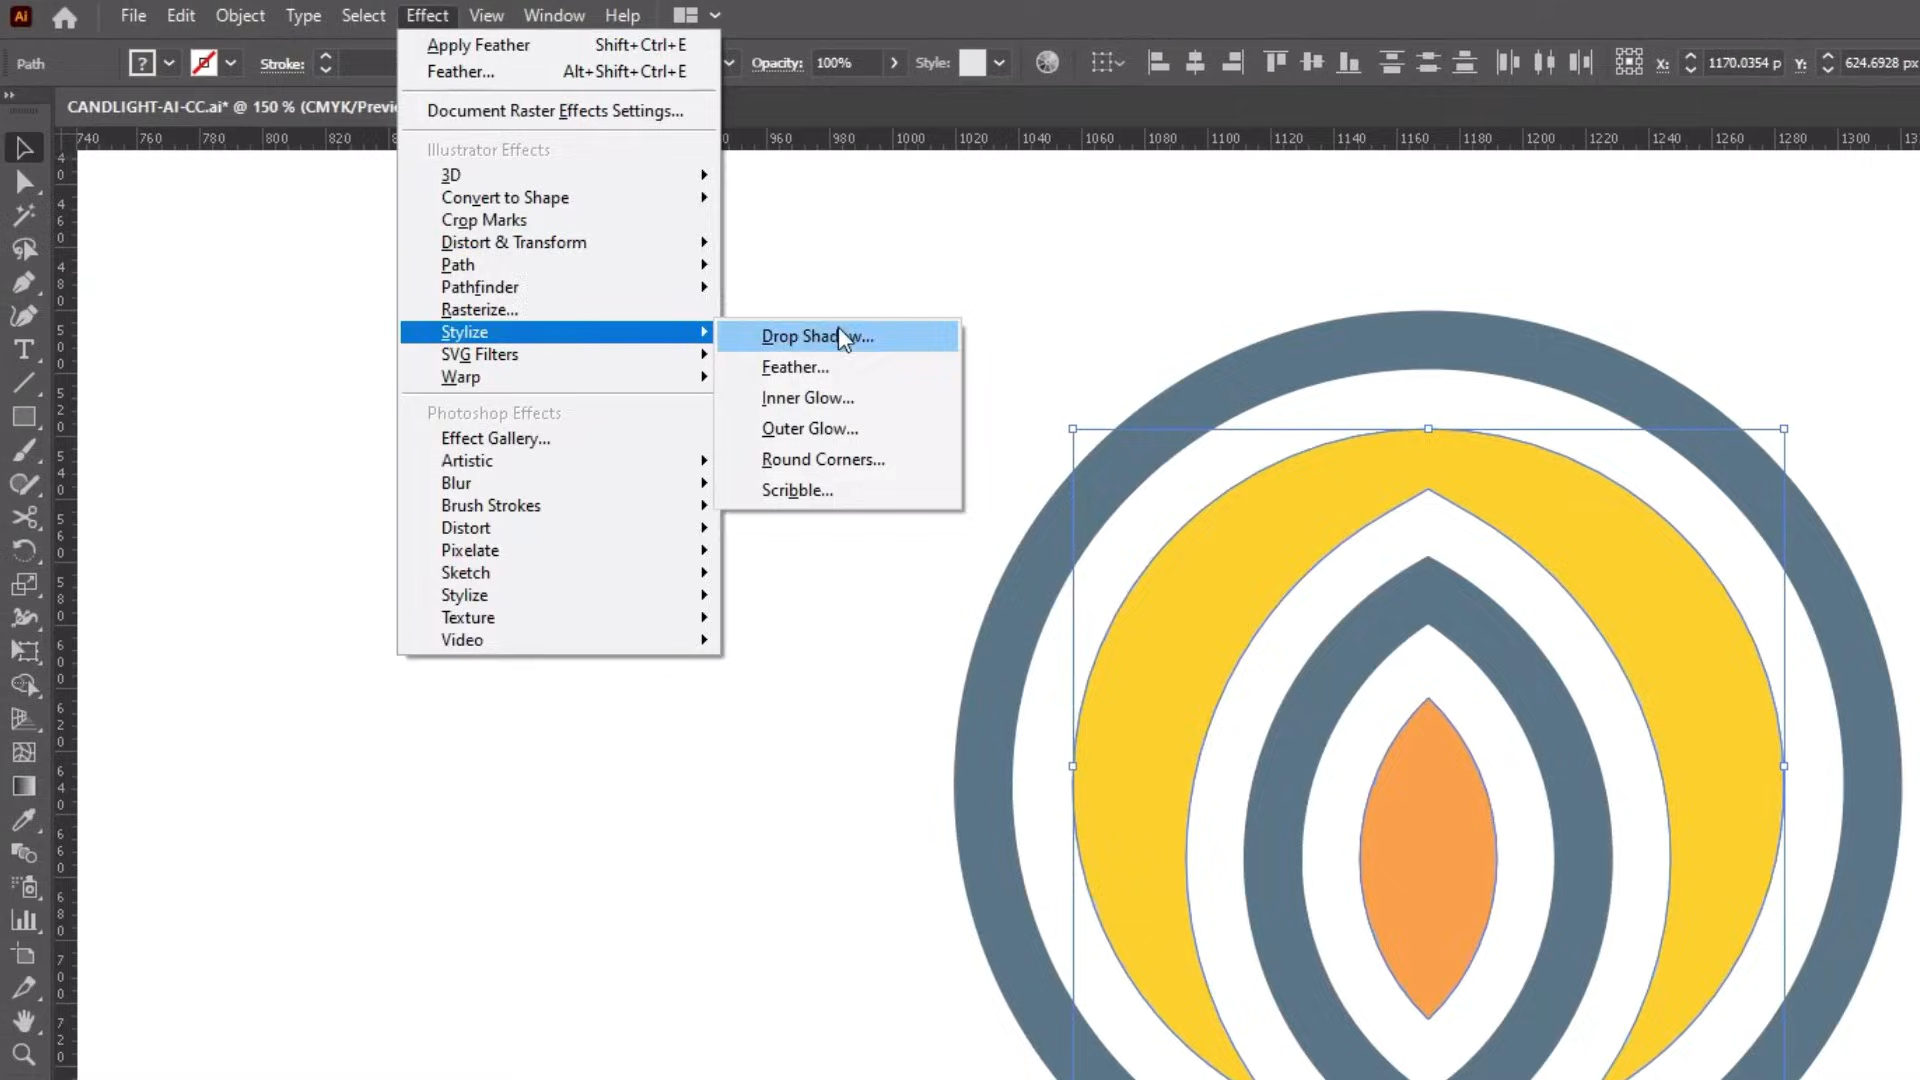 Ai File Edit Object Type Select Effect View Window Help
Path ? Stroke: Opacity: 100% Style: X: 1170.0354 p Y: 624.6928 px
CANDLIGHT-AI-CC.ai* @ 150 % (CMYK/Previe
740 760 780 800 820 960 980 1000 1020 1040 1060 1080 1100 1120 1140 1160 1180 1200 1220 1240 1260 1280 1300
Apply Feather Shift+Ctrl+E
Feather... Alt+Shift+Ctrl+E
Document Raster Effects Settings...
Illustrator Effects
3D
Convert to Shape
Crop Marks
Distort & Transform
Path
Pathfinder
Rasterize...
Stylize
SVG Filters
Warp
Photoshop Effects
Effect Gallery...
Artistic
Blur
Brush Strokes
Distort
Pixelate
Sketch
Stylize
Texture
Video
Drop Shadow...
Feather...
Inner Glow...
Outer Glow...
Round Corners...
Scribble...